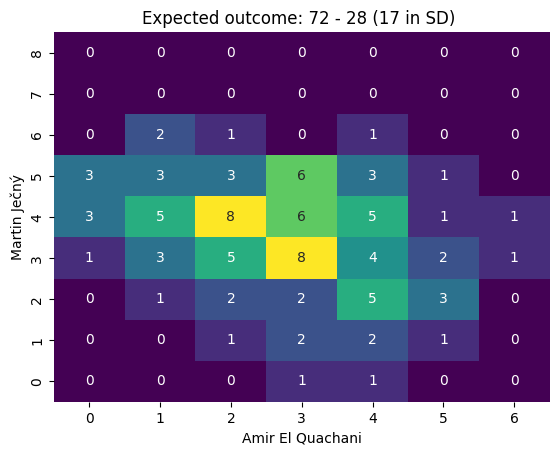 Expected outcome: 72 - 28 (17 in SD)
8 0 0 0 0 0 0 0
7 0 0 0 0 0 0 0
6 0 2 1 0 1 0 0
5 3 3 3 6 3 1 0
4 3 5 8 6 5 1 1
3 1 3 5 8 4 2 1
2 0 1 2 2 5 3 0
1 0 0 1 2 2 1 0
0 0 0 0 1 1 0 0
0 1 2 3 4 5 6
Martin Ječný
Amir El Quachani